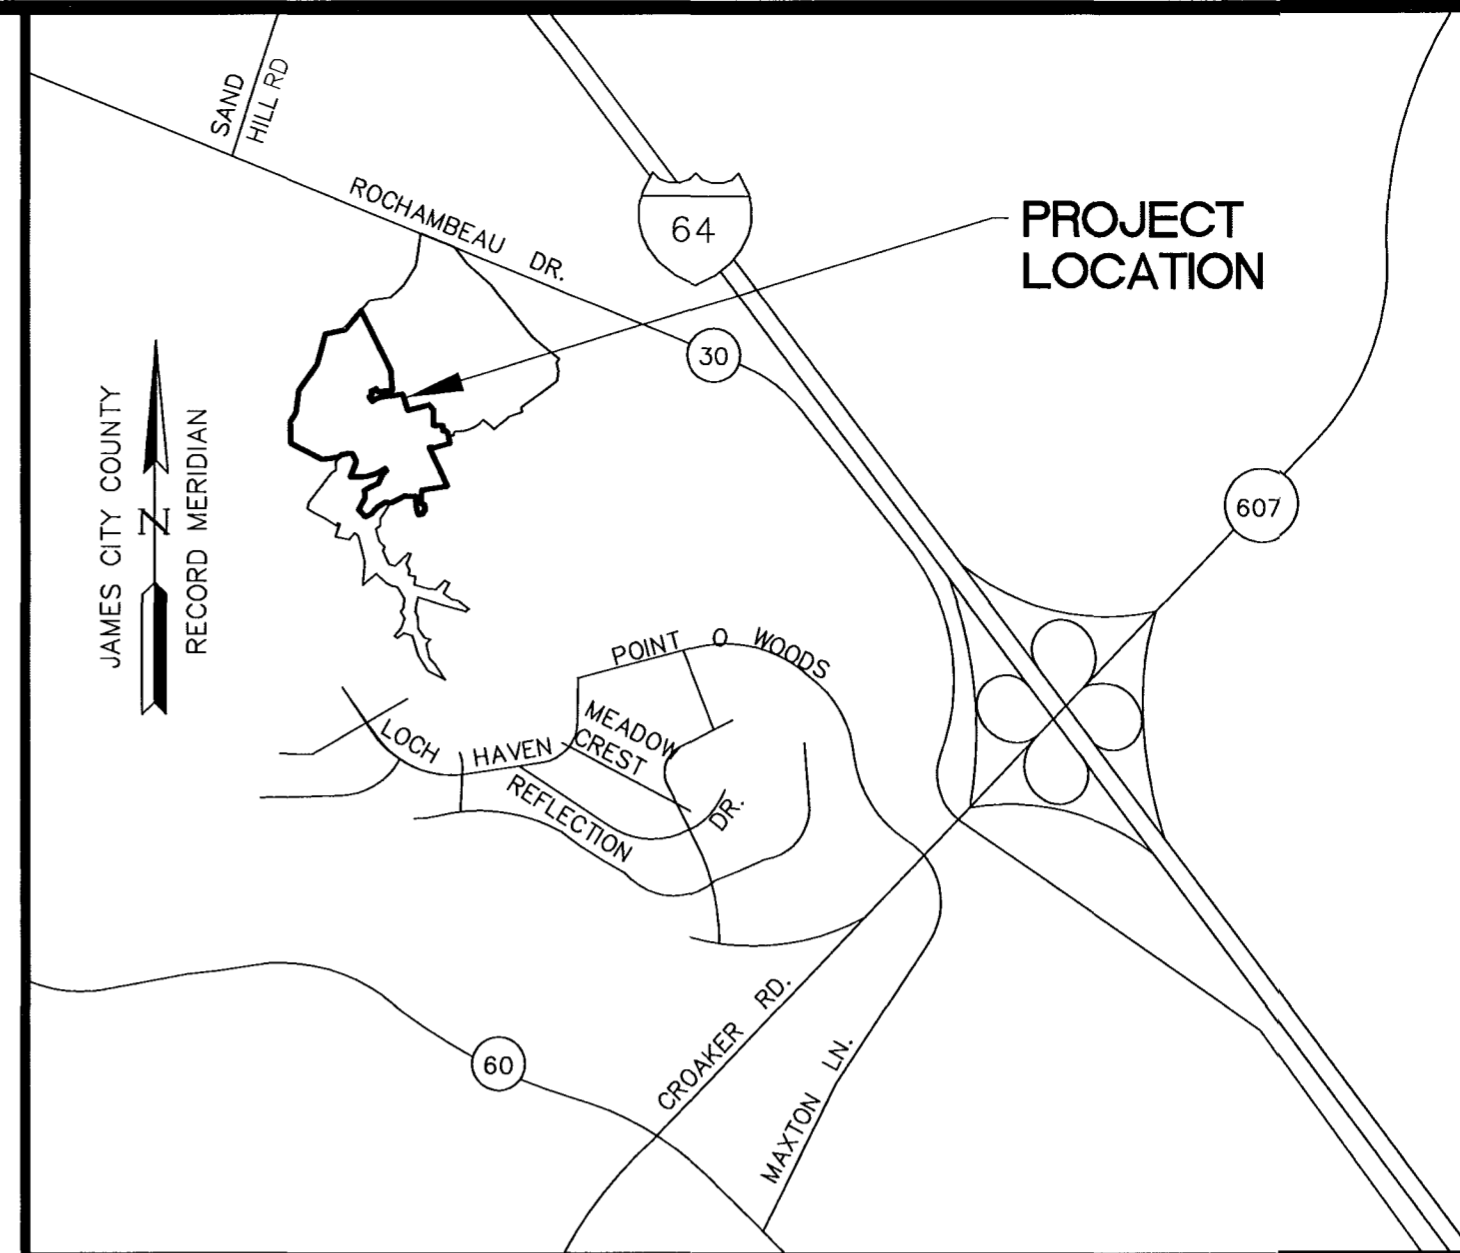 SAND
HILL RD
ROCHAMBEAU DR.
64
PROJECT
LOCATION
30
JAMES CITY COUNTY
N
RECORD MERIDIAN
607
POINT O WOODS
MEADOW
CREST
DR.
LOCH HAVEN
REFLECTION
60
CROAKER RD.
MAXTON LN.